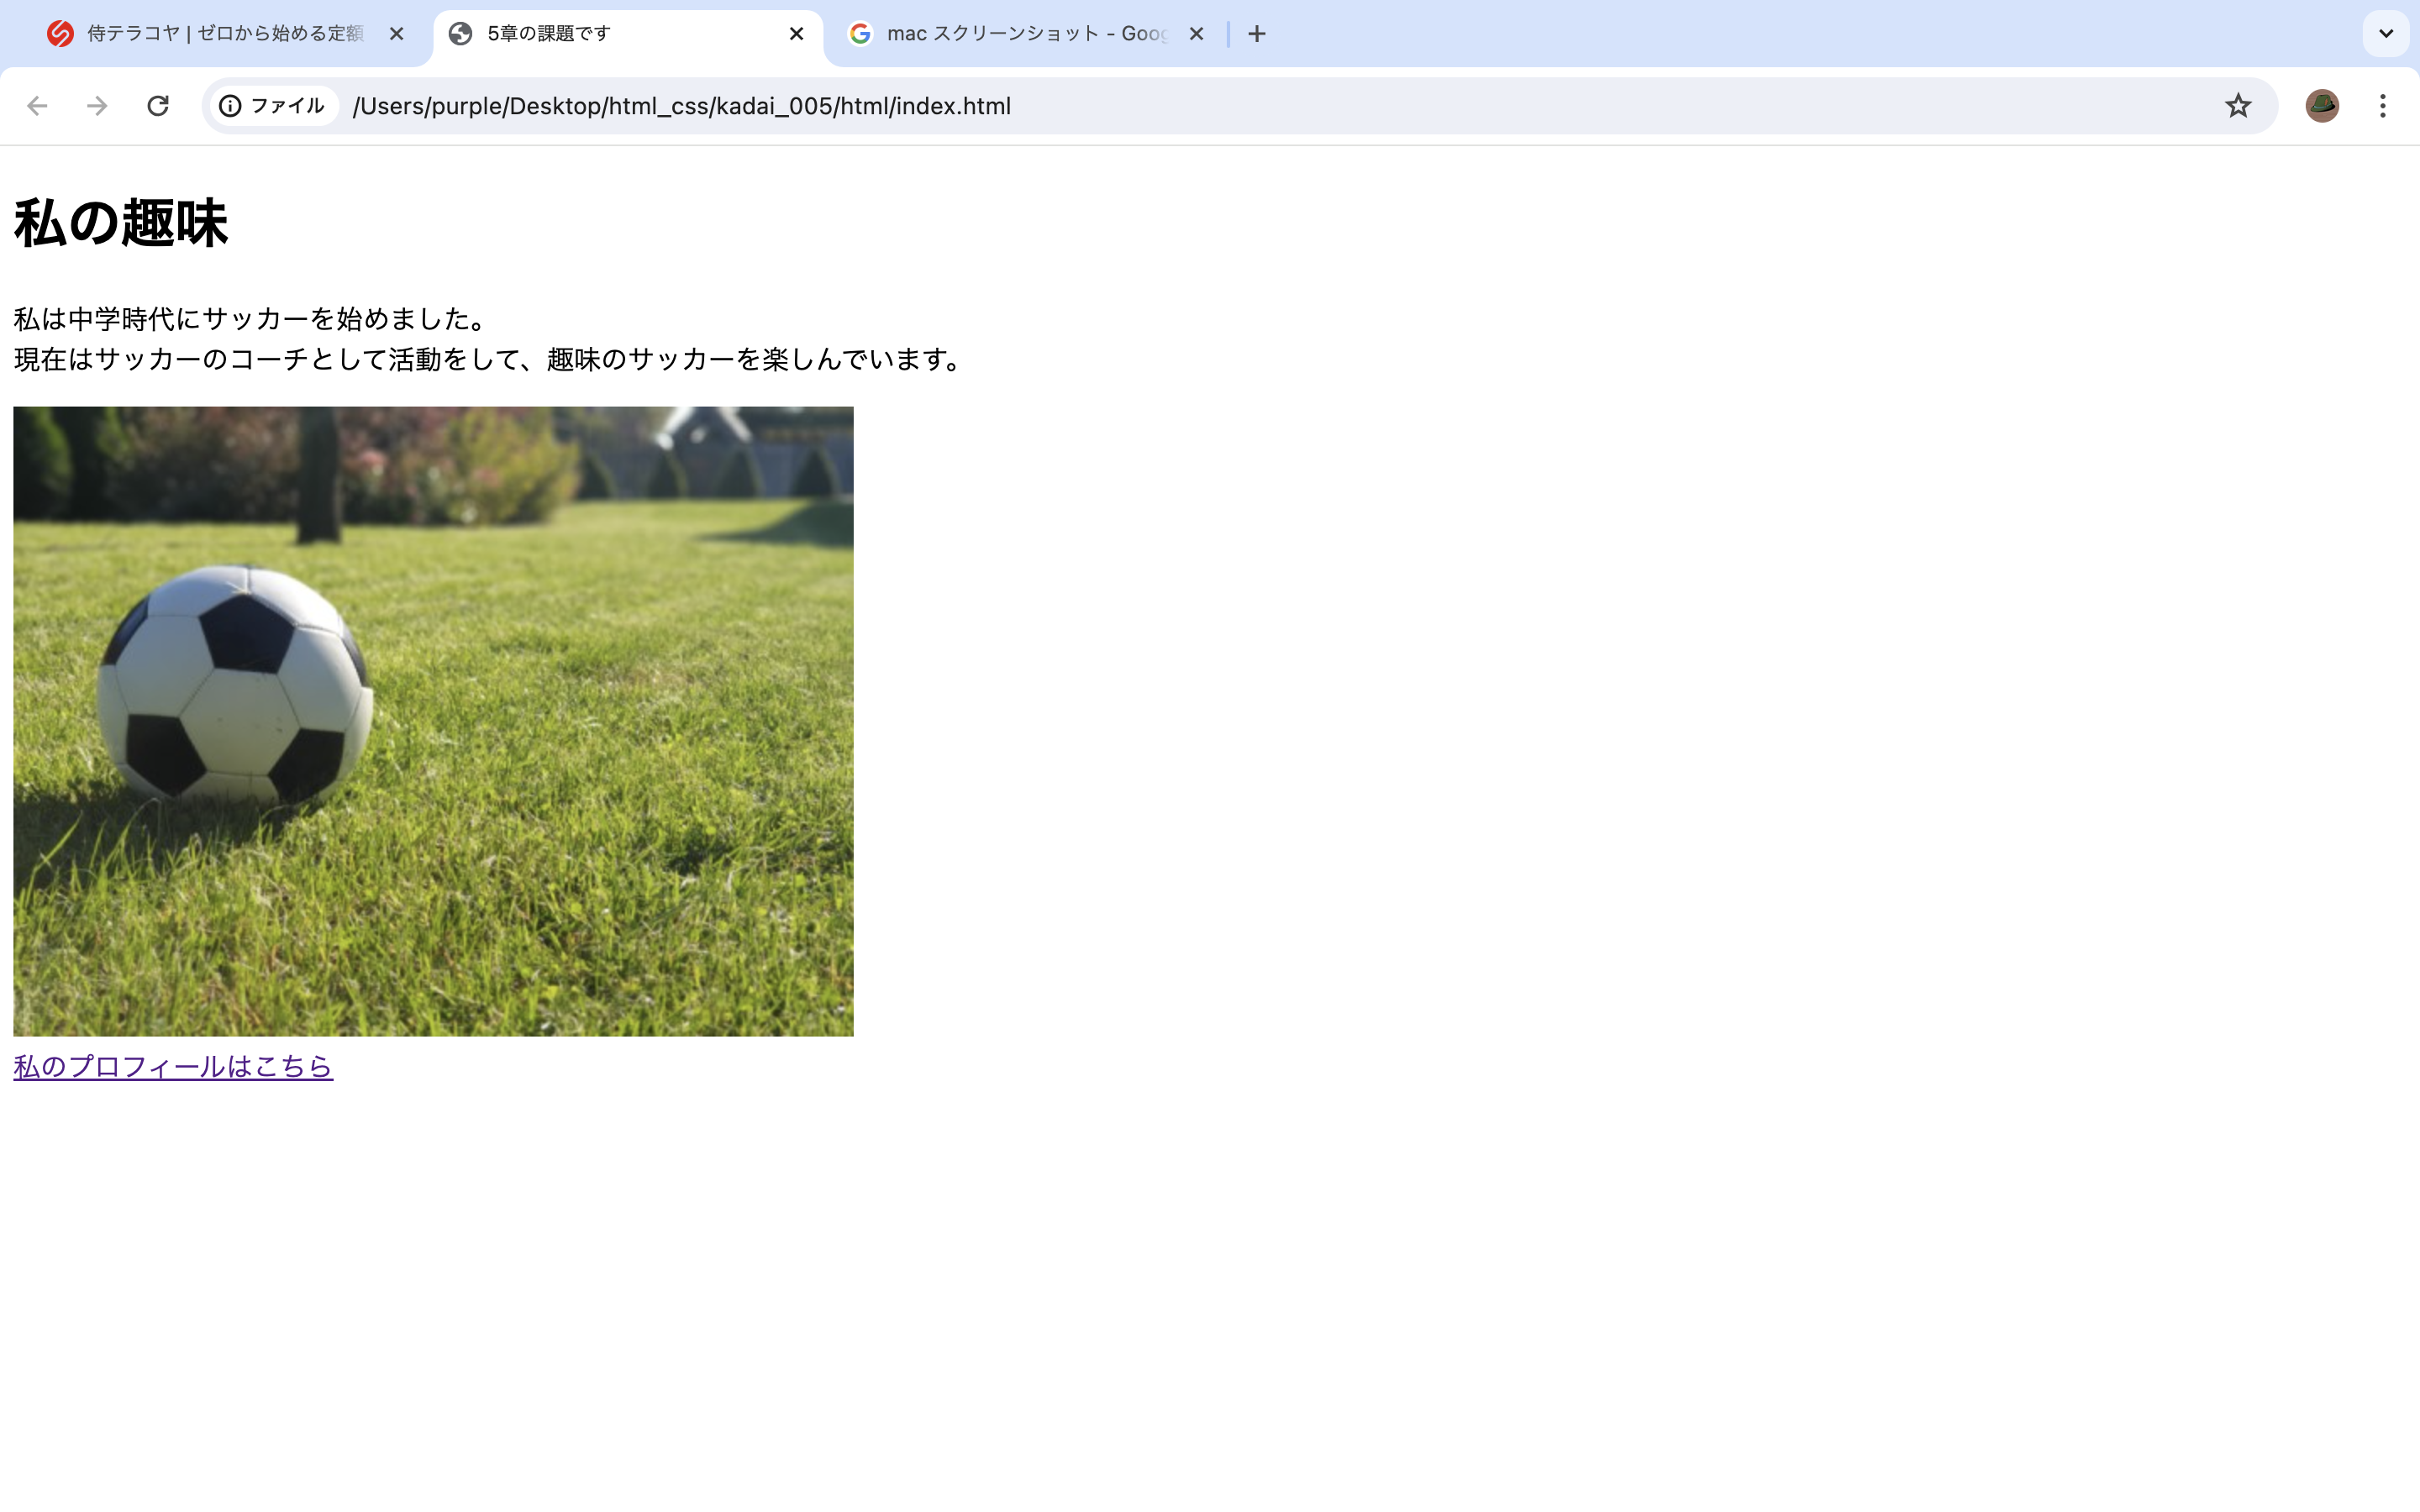 侍テラコヤ | ゼロから始める定額
5章の課題です
mac スクリーンショット - Goog
ファイル
/Users/purple/Desktop/html_css/kadai_005/html/index.html
私の趣味
私は中学時代にサッカーを始めました。
現在はサッカーのコーチとして活動をして、趣味のサッカーを楽しんでいます。
私のプロフィールはこちら